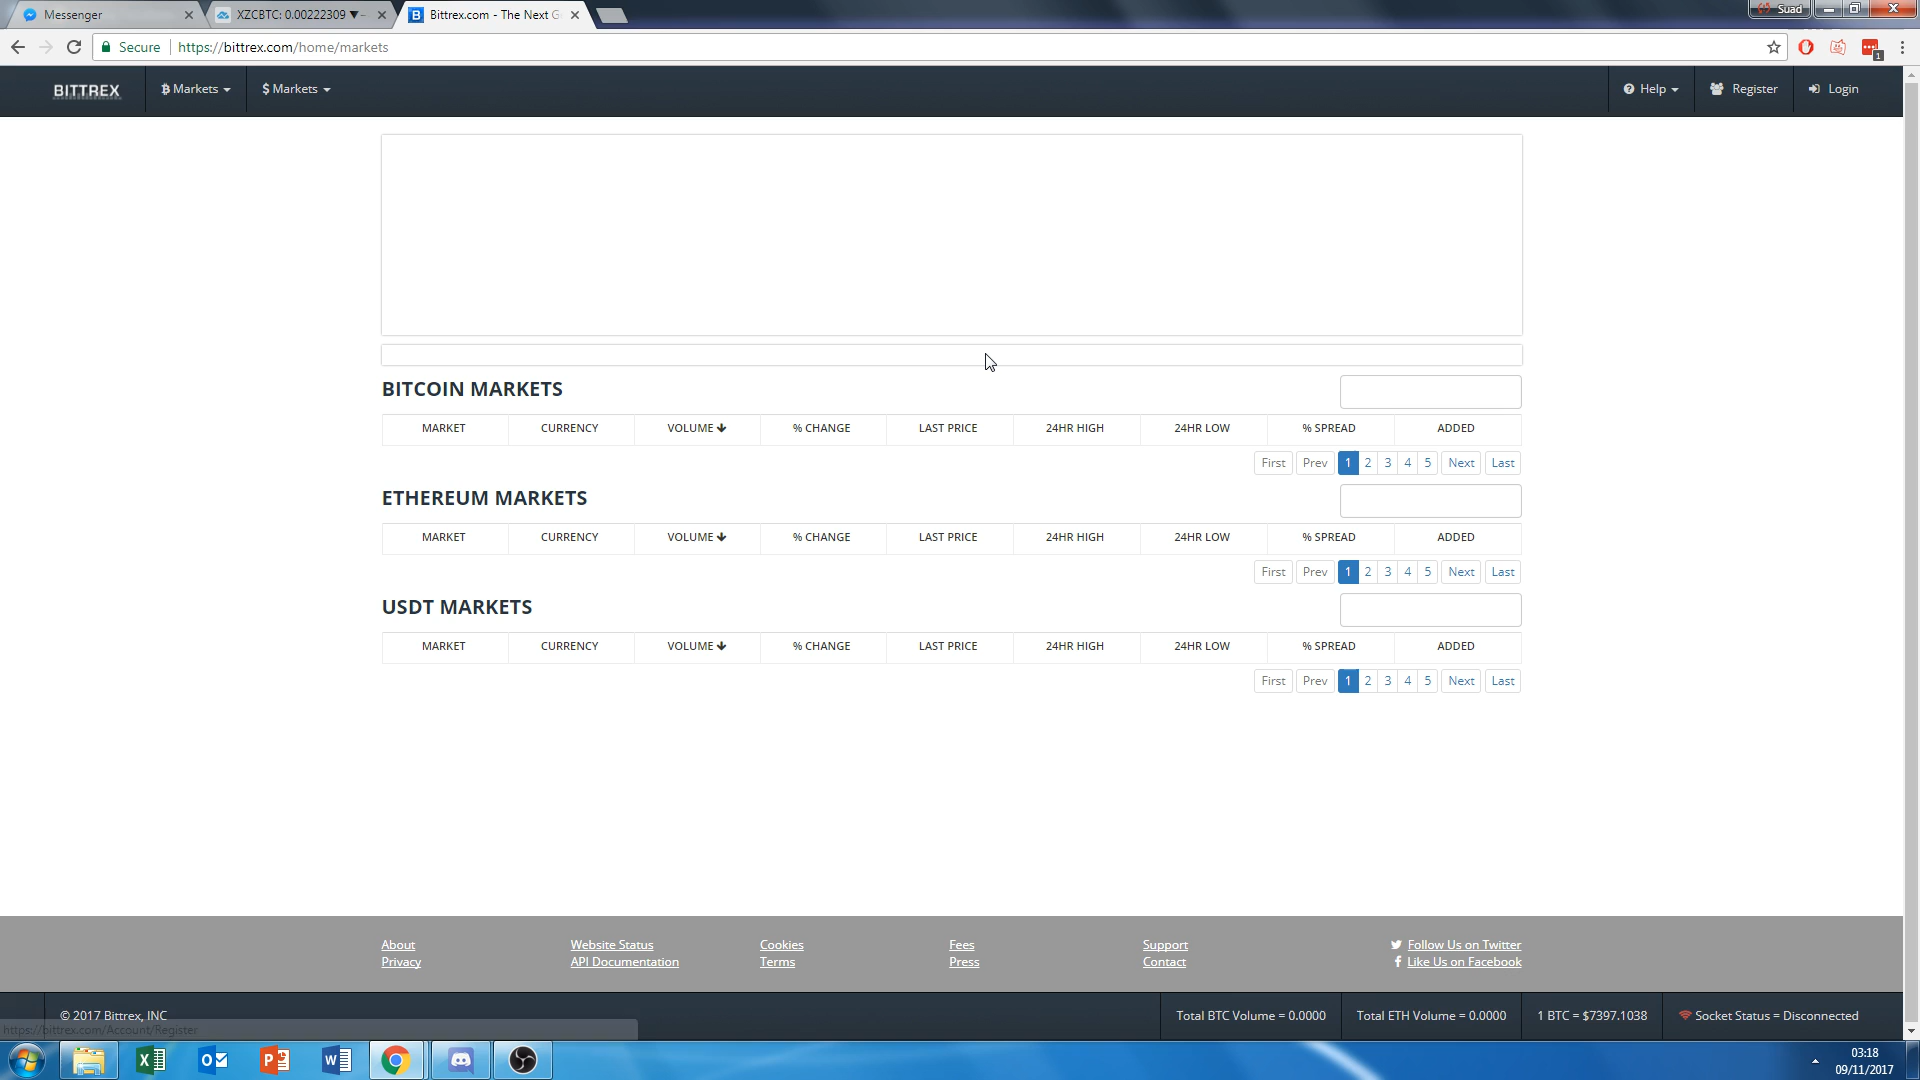 Messenger
XZCBTC: 0.00222309 ▼ -
Bittrex.com - The Next G
Suad
Secure
https://bittrex.com/home/markets
1
BITTREX
Markets
$ Markets
Help
Register
Login
BITCOIN MARKETS
MARKET CURRENCY VOLUME % CHANGE LAST PRICE 24HR HIGH 24HR LOW % SPREAD ADDED
First Prev 1 2 3 4 5 Next Last
ETHEREUM MARKETS
MARKET CURRENCY VOLUME % CHANGE LAST PRICE 24HR HIGH 24HR LOW % SPREAD ADDED
First Prev 1 2 3 4 5 Next Last
USDT MARKETS
MARKET CURRENCY VOLUME % CHANGE LAST PRICE 24HR HIGH 24HR LOW % SPREAD ADDED
First Prev 1 2 3 4 5 Next Last
About Website Status Cookies Fees Support Follow Us on Twitter
Privacy API Documentation Terms Press Contact Like Us on Facebook
© 2017 Bittrex, INC
Total BTC Volume = 0.0000
Total ETH Volume = 0.0000
1 BTC = $7397.1038
Socket Status = Disconnected
https://bittrex.com/Account/Register
03:18
09/11/2017